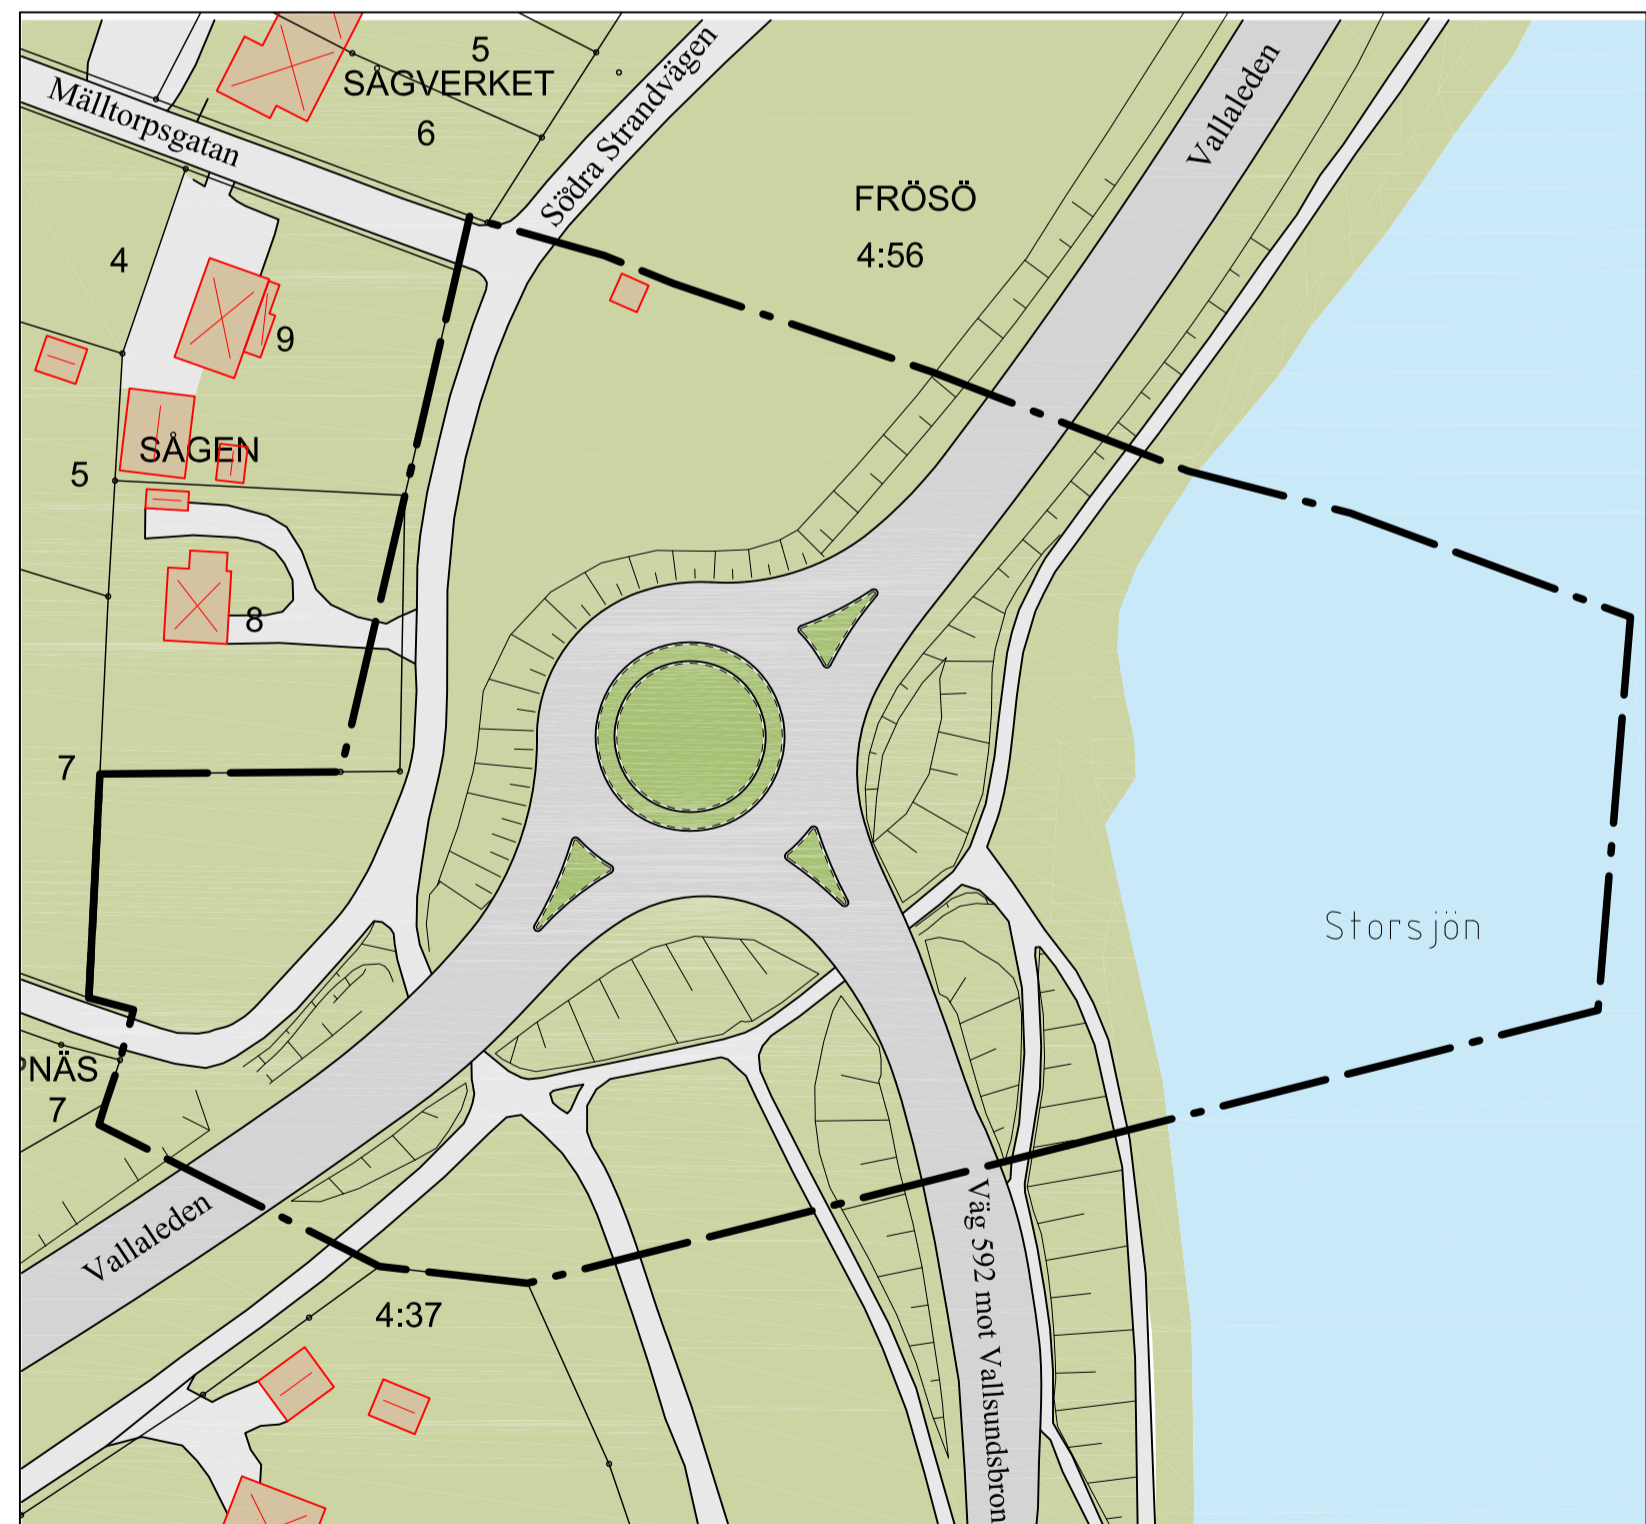 5
SÅGVERKET
6
Mälltorpsgatan
Södra Strandvägen
Vallaleden
FRÖSÖ
4:56
4
9
SÅGEN
5
8
7
Storsjön
PNÄS
7
Vallaleden
4:37
Väg 592 mot Vallsundsbron